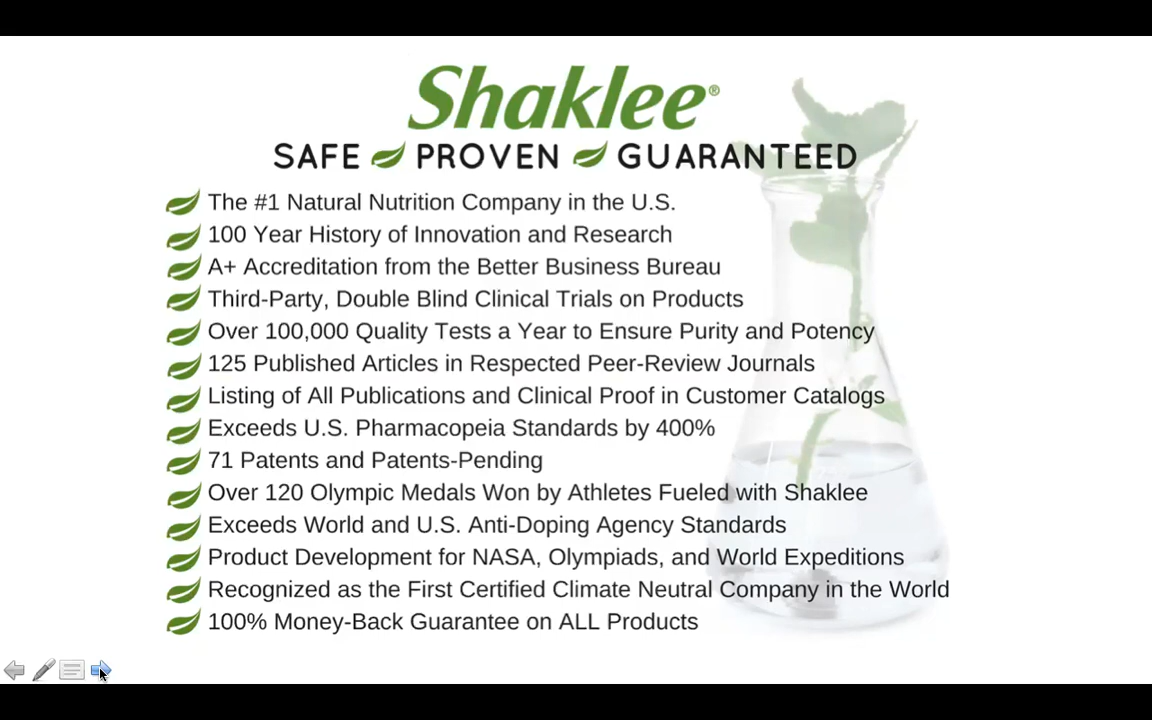 Shaklee®
SAFE PROVEN GUARANTEED
The #1 Natural Nutrition Company in the U.S.
100 Year History of Innovation and Research
A+ Accreditation from the Better Business Bureau
Third-Party, Double Blind Clinical Trials on Products
Over 100,000 Quality Tests a Year to Ensure Purity and Potency
125 Published Articles in Respected Peer-Review Journals
Listing of All Publications and Clinical Proof in Customer Catalogs
Exceeds U.S. Pharmacopeia Standards by 400%
71 Patents and Patents-Pending
Over 120 Olympic Medals Won by Athletes Fueled with Shaklee
Exceeds World and U.S. Anti-Doping Agency Standards
Product Development for NASA, Olympiads, and World Expeditions
Recognized as the First Certified Climate Neutral Company in the World
100% Money-Back Guarantee on ALL Products